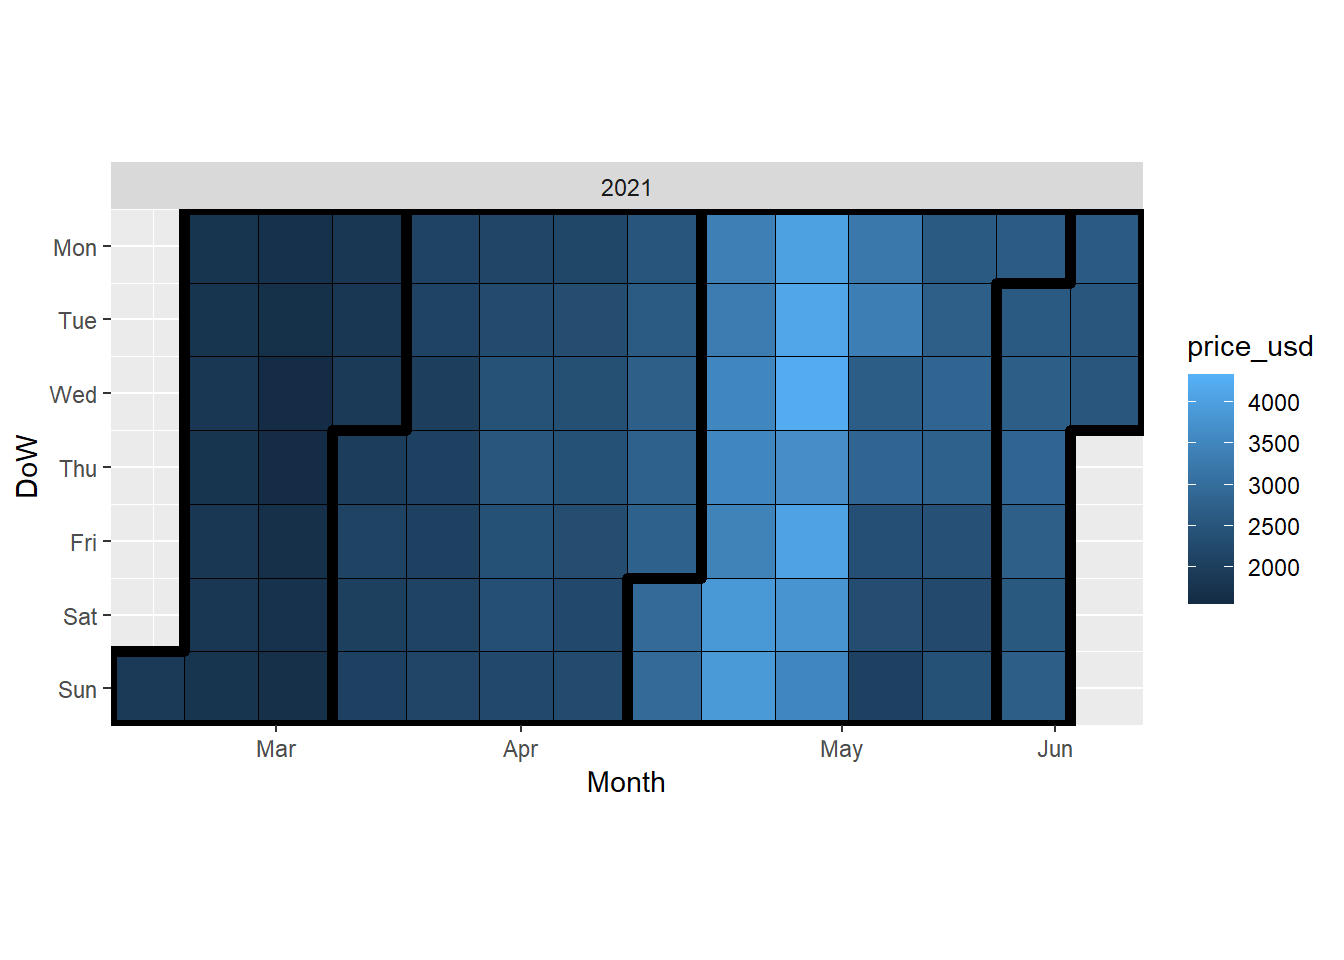 2021
DoW
Mon
Tue
Wed
Thu
Fri
Sat
Sun
Mar Apr May Jun
Month
price_usd
4000
3500
3000
2500
2000